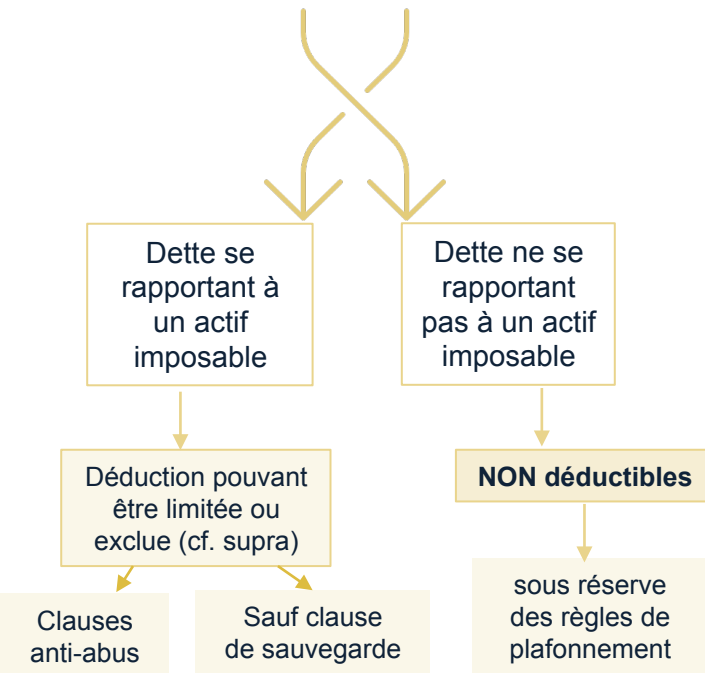 Dette se
rapportant à
un actif
imposable
Dette ne se
rapportant
pas à un actif
imposable
Déduction pouvant
être limitée ou
exclue (cf. supra)
NON déductibles
Clauses
anti-abus
Sauf clause
de sauvegarde
sous réserve
des règles de
plafonnement